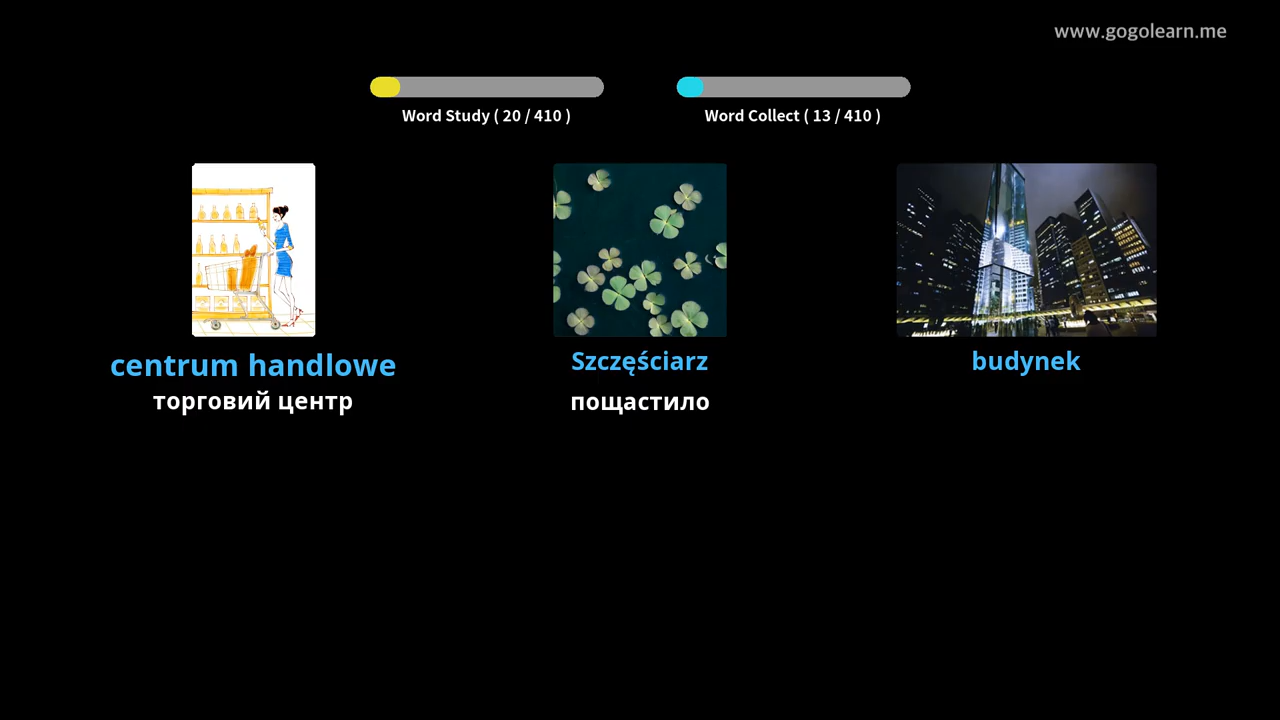 www.gogolearn.me
Word Study ( 20 / 410 )
Word Collect ( 13 / 410 )
centrum handlowe
торговий центр
Szczęściarz
пощастило
budynek